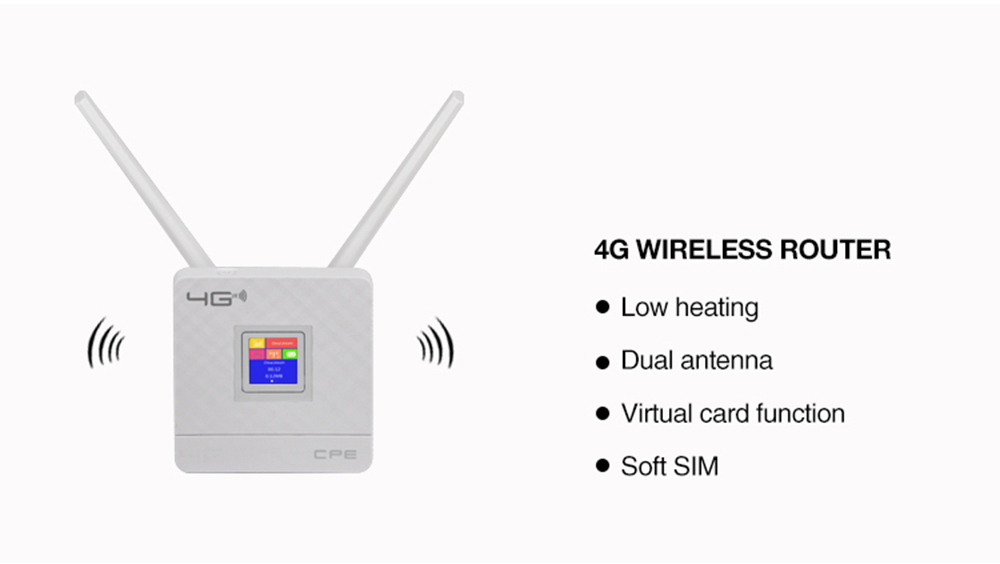 4G
4G WIRELESS ROUTER
Low heating
Dual antenna
Virtual card function
Soft SIM
CPE